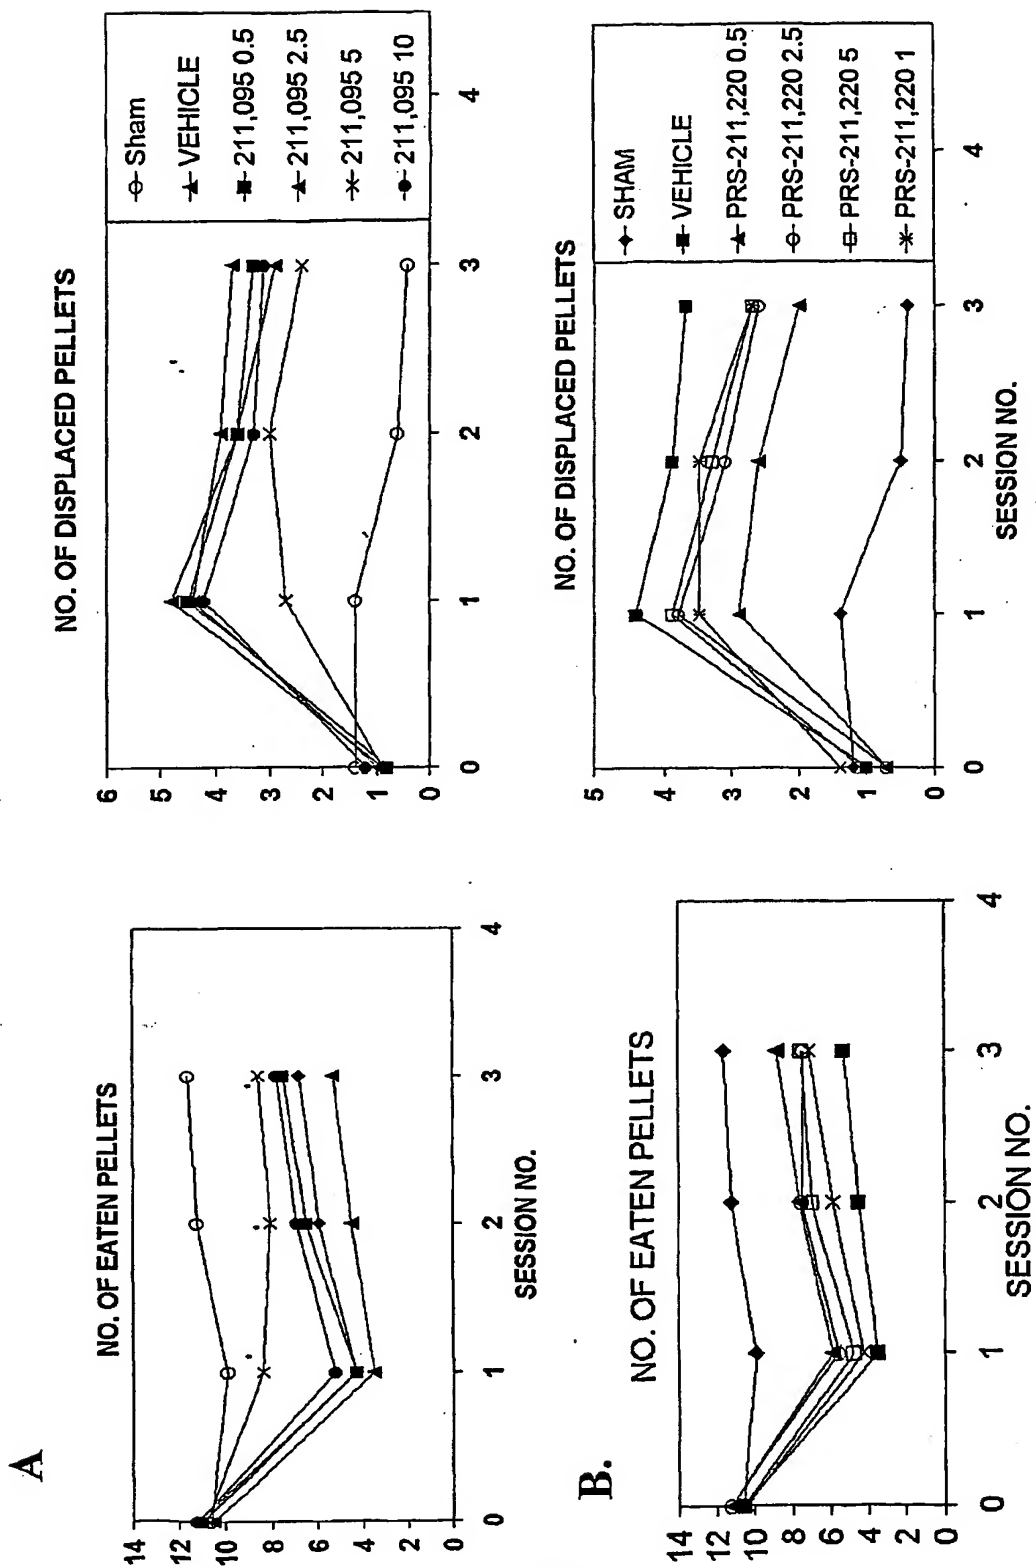 A
NO. OF EATEN PELLETS
14
12
10
8
6
4
2
0
0 1 2 3 4
SESSION NO.
NO. OF DISPLACED PELLETS
6
5
4
3
2
1
0
0 1 2 3 4
Sham
VEHICLE
211,095 0.5
211,095 2.5
211,095 5
211,095 10
B.
NO. OF EATEN PELLETS
14
12
10
8
6
4
2
0
0 1 2 3 4
SESSION NO.
NO. OF DISPLACED PELLETS
5
4
3
2
1
0
0 1 2 3 4
SESSION NO.
SHAM
VEHICLE
PRS-211,220 0.5
PRS-211,220 2.5
PRS-211,220 5
PRS-211,220 1